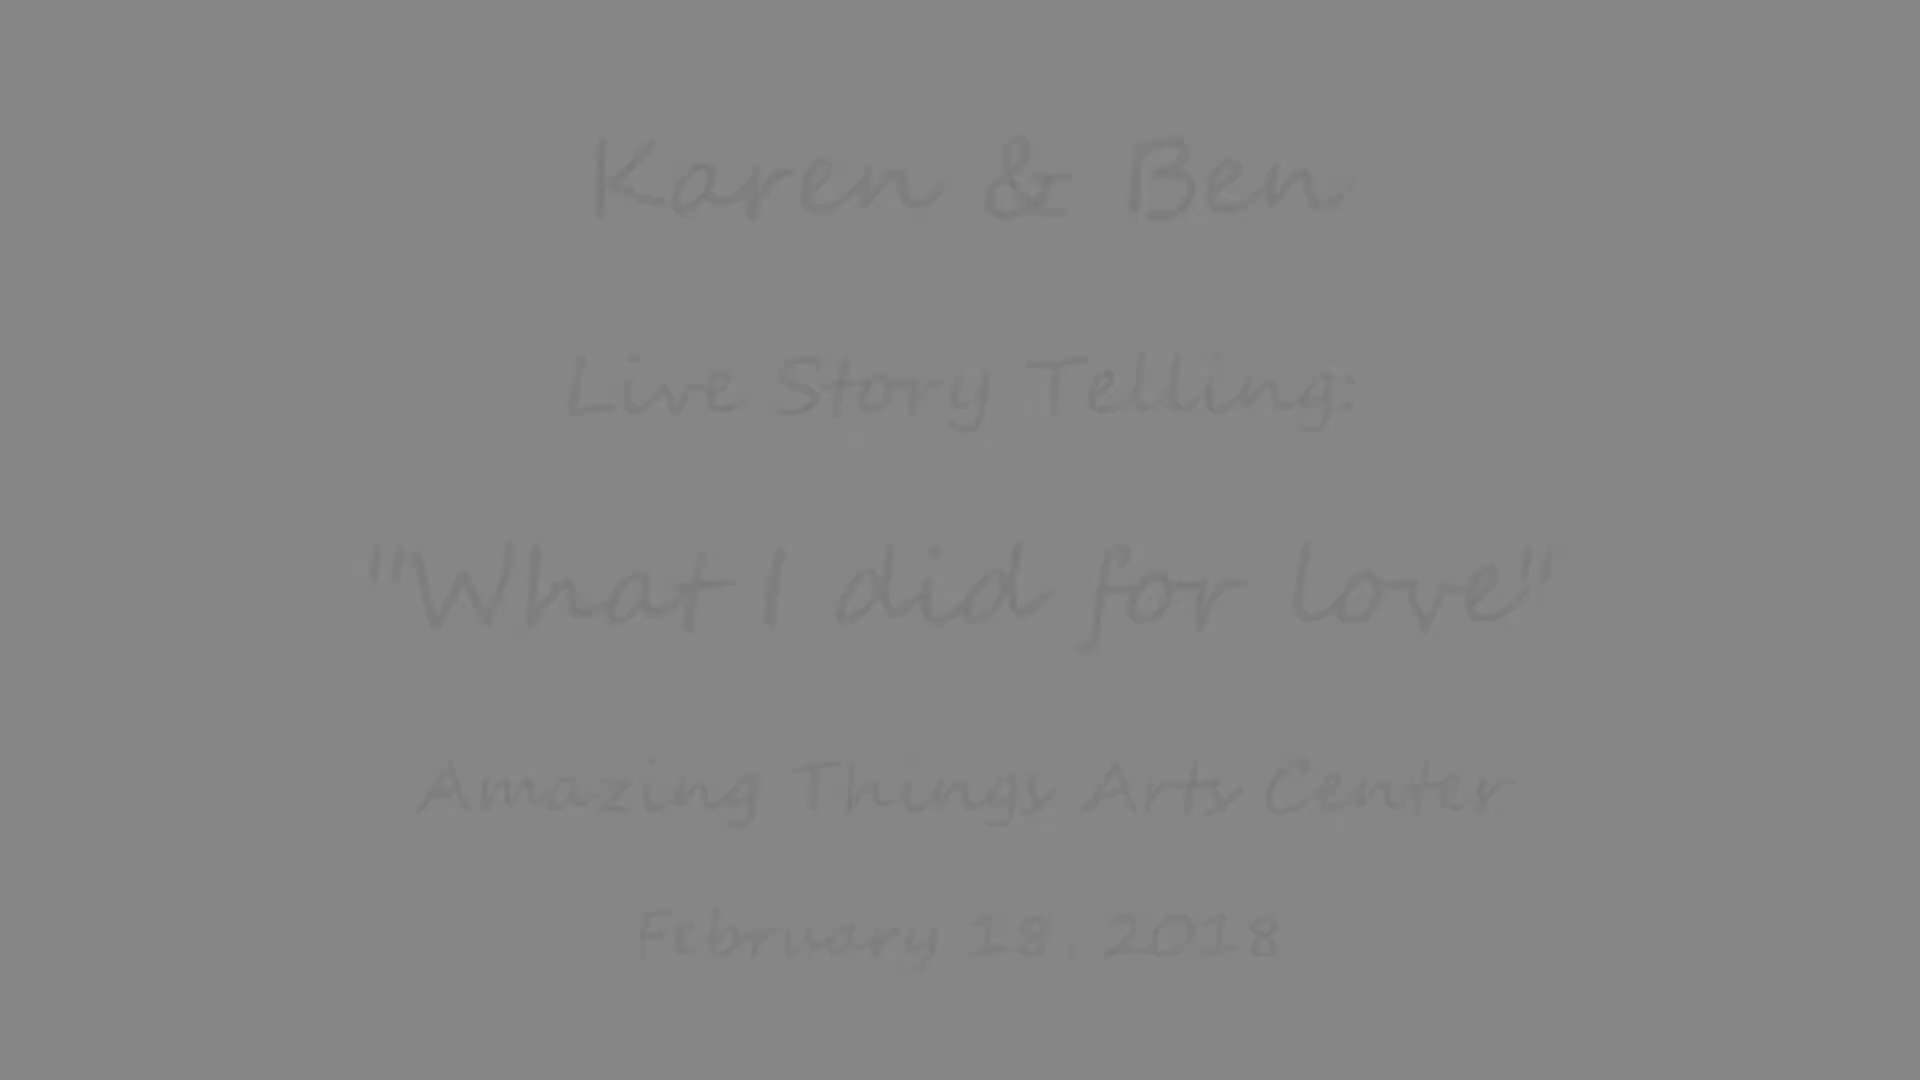 Karen & Ben
Live Story Telling:
"What I did for love"
Amazing Things Arts Center
February 18, 2018